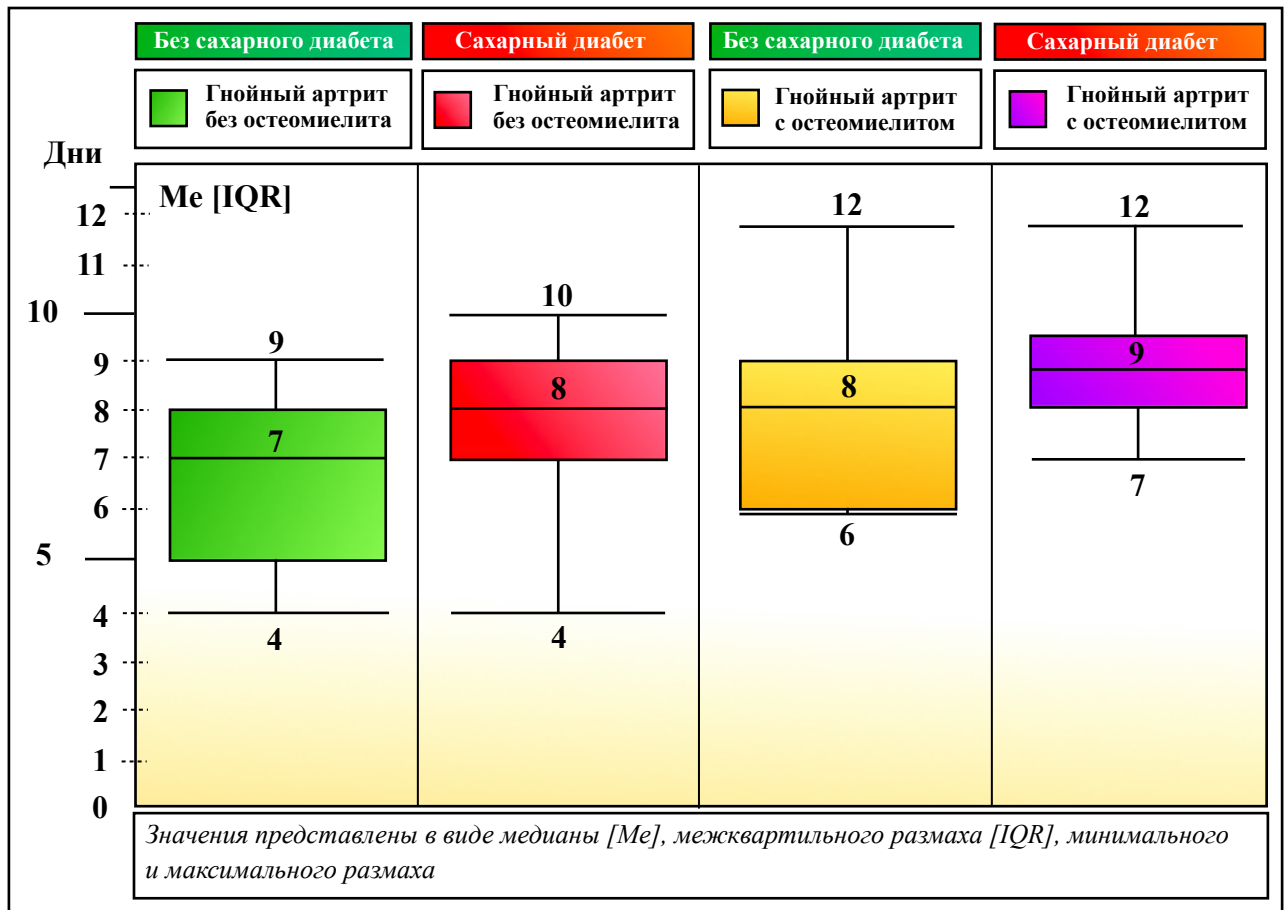 Без сахарного диабета
Сахарный диабет
Без сахарного диабета
Сахарный диабет
Гнойный артрит
без остеомиелита
Гнойный артрит
без остеомиелита
Гнойный артрит
с остеомиелитом
Гнойный артрит
с остеомиелитом
Дни
Me [IQR]
12
11
10
9
8
7
6
5
4
3
2
1
0
9
7
4
10
8
4
12
8
6
12
9
7
Значения представлены в виде медианы [Me], межквартильного размаха [IQR], минимального
и максимального размаха